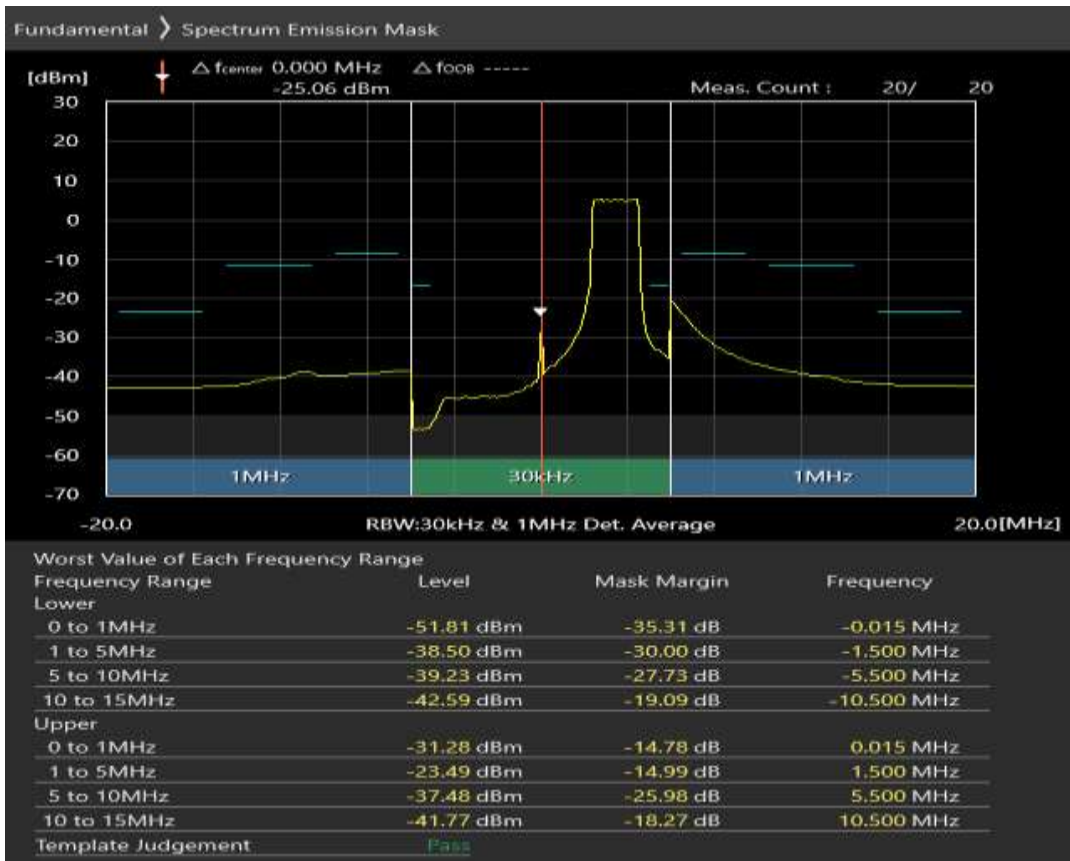 Fundamental 》 Spectrum Emission Mask
[dBm]
△ fcenter 0.000 MHz △ fOOB -----
-25.06 dBm Meas. Count : 20/ 20
30
20
10
0
-10
-20
-30
-40
-50
-60
-70
1MHz 30kHz 1MHz
-20.0 RBW:30kHz & 1MHz Det. Average 20.0[MHz]
Worst Value of Each Frequency Range
Frequency Range Level Mask Margin Frequency
Lower
0 to 1MHz -51.81 dBm -35.31 dB -0.015 MHz
1 to 5MHz -38.50 dBm -30.00 dB -1.500 MHz
5 to 10MHz -39.23 dBm -27.73 dB -5.500 MHz
10 to 15MHz -42.59 dBm -19.09 dB -10.500 MHz
Upper
0 to 1MHz -31.28 dBm -14.78 dB 0.015 MHz
1 to 5MHz -23.49 dBm -14.99 dB 1.500 MHz
5 to 10MHz -37.48 dBm -25.98 dB 5.500 MHz
10 to 15MHz -41.77 dBm -18.27 dB 10.500 MHz
Template Judgement Pass